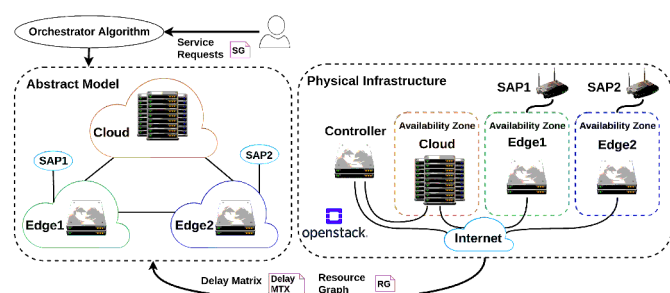 Orchestrator Algorithm
Service
Requests
SG
Abstract Model
Cloud
SAP1
SAP2
Edge1
Edge2
Physical Infrastructure
SAP1
SAP2
Controller
Availability Zone
Cloud
Availability Zone
Edge1
Availability Zone
Edge2
openstack
Internet
Delay Matrix
Delay
MTX
Resource
Graph
RG